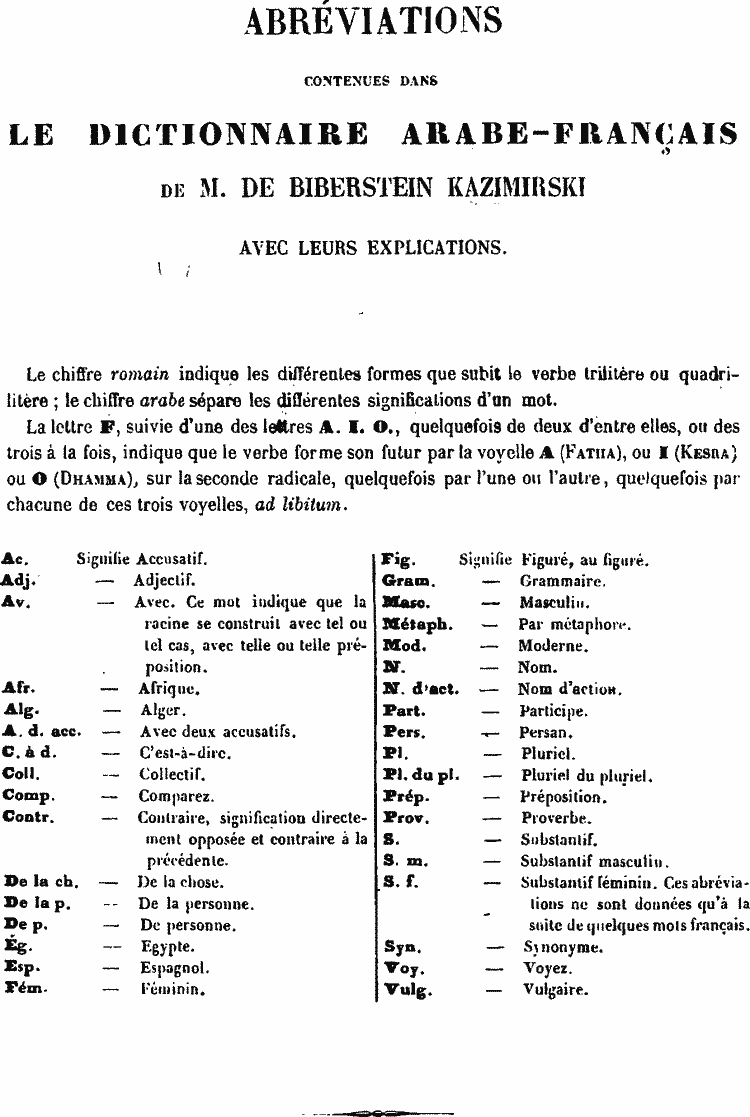 ABRÉVIATIONS
CONTENUES DANS
LE DICTIONNAIRE ARABE-FRANÇAIS
DE M. DE BIBERSTEIN KAZIMIRSKI
AVEC LEURS EXPLICATIONS.
Le chiffre romain indique les différentes formes que subit le verbe trilitère ou quadri-
litère ; le chiffre arabe sépare les différentes significations d'un mot.
La lettre F, suivie d'une des lettres A. I. O., quelquefois de deux d'entre elles, ou des
trois à la fois, indique que le verbe forme son futur par la voyelle A (FATHA), ou I (KESRA)
ou O (DHAMMA), sur la seconde radicale, quelquefois par l'une ou l'autre, quelquefois par
chacune de ces trois voyelles, ad libitum.
Ac. Signifie Accusatif.
Adj. — Adjectif.
Av. — Avec. Ce mot indique que la
racine se construit avec tel ou
tel cas, avec telle ou telle pré-
position.
Afr. — Afrique.
Alg. — Alger.
A. d. acc. — Avec deux accusatifs.
C. à d. — C'est-à-dire.
Coll. — Collectif.
Comp. — Comparez.
Contr. — Contraire, signification directe-
ment opposée et contraire à la
précédente.
De la ch. — De la chose.
De la p. -- De la personne.
De p. — De personne.
Ég. -- Egypte.
Esp. — Espagnol.
Fém. — Féminin.
Fig. Signifie Figuré, au figuré.
Gram. — Grammaire.
Masc. — Masculin.
Métaph. — Par métaphore.
Mod. — Moderne.
N. — Nom.
N. d'act. — Nom d'action.
Part. — Participe.
Pers. — Persan.
Pl. — Pluriel.
Pl. du pl. — Pluriel du pluriel.
Prép. — Préposition.
Prov. — Proverbe.
S. — Substantif.
S. m. — Substantif masculin.
S. f. — Substantif féminin. Ces abrévia-
tions ne sont données qu'à la
suite de quelques mots français.
Syn. — Synonyme.
Voy. — Voyez.
Vulg. — Vulgaire.